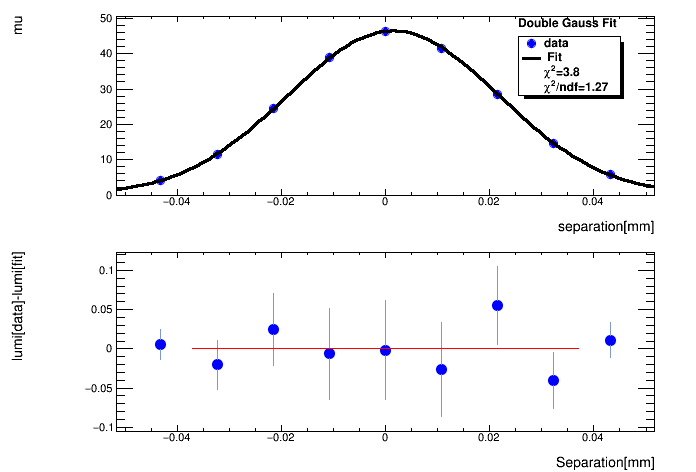 mu
50
40
30
20
10
0
Double Gauss Fit
data
Fit
χ²=3.8
χ²/ndf=1.27
−0.04 −0.02 0 0.02 0.04
separation[mm]
lumi[data]-lumi[fit]
0.1
0.05
0
−0.05
−0.1
−0.04 −0.02 0 0.02 0.04
Separation[mm]